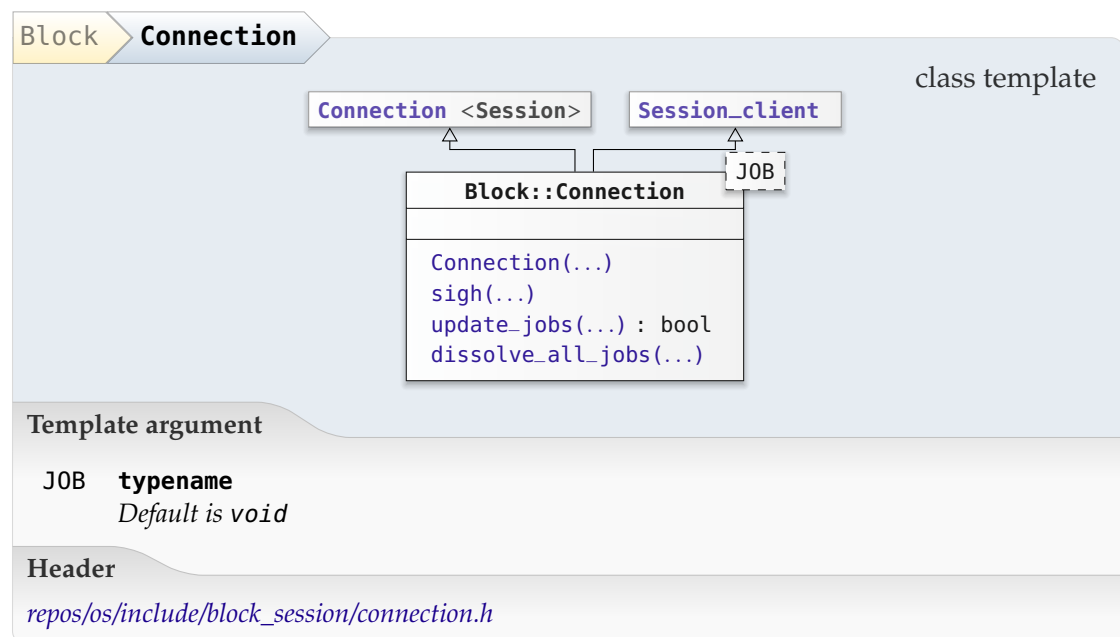 Block Connection
class template
Connection <Session> Session_client
JOB
Block::Connection
Connection(...)
sigh(...)
update_jobs(...) : bool
dissolve_all_jobs(...)
Template argument
JOB typename
Default is void
Header
repos/os/include/block_session/connection.h